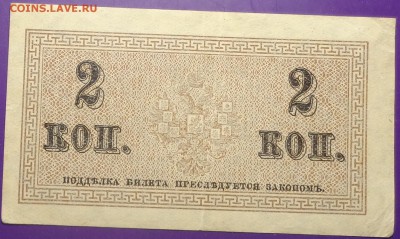 COINS.LAVE.RU
2 2
КОП. КОП.
ПОДДѢЛКА БИЛЕТА ПРЕСЛѢДУЕТСЯ ЗАКОНОМЪ.